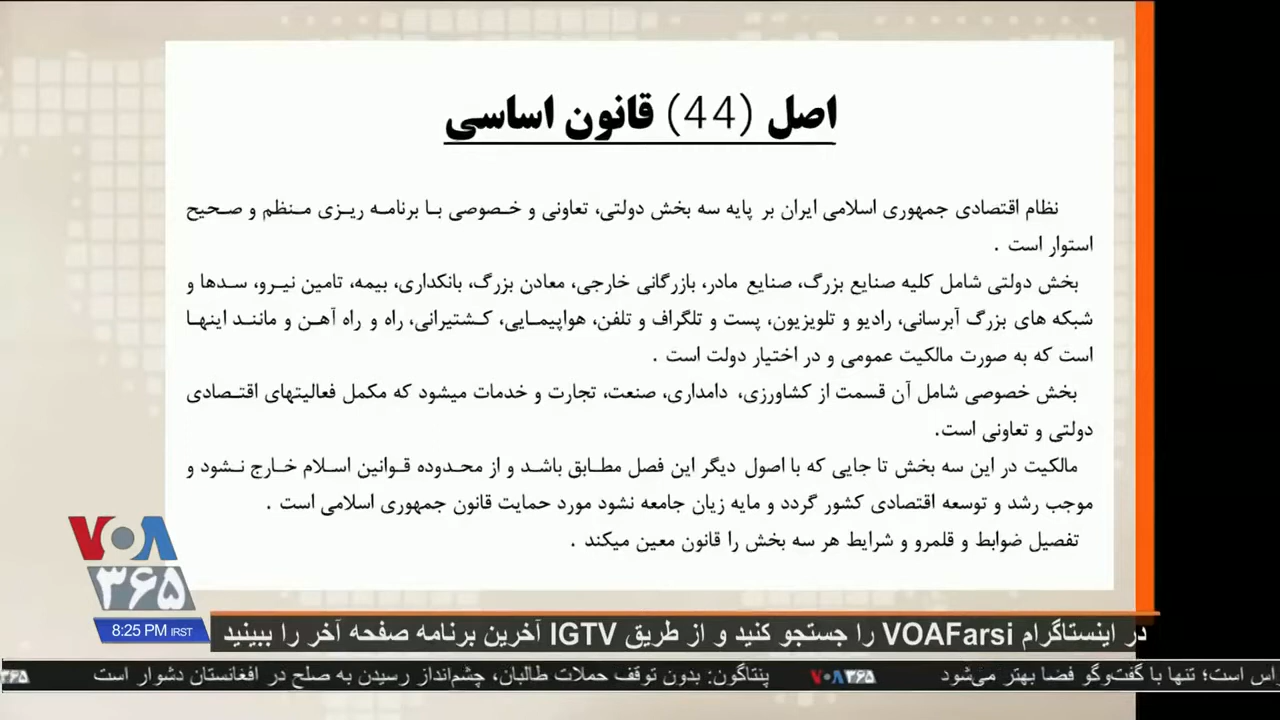 اصل (44) قانون اساسی
نظام اقتصادی جمهوری اسلامی ایران بر پایه سه بخش دولتی، تعاونی و خصوصی با برنامه ریزی منظم و صحیح
استوار است .
بخش دولتی شامل کلیه صنایع بزرگ، صنایع مادر، بازرگانی خارجی، معادن بزرگ، بانکداری، بیمه، تامین نیرو، سدها و
شبکه های بزرگ آبرسانی، رادیو و تلویزیون، پست و تلگراف و تلفن، هواپیمایی، کشتیرانی، راه و راه آهن و مانند اینها
است که به صورت مالکیت عمومی و در اختیار دولت است .
بخش خصوصی شامل آن قسمت از کشاورزی، دامداری، صنعت، تجارت و خدمات میشود که مکمل فعالیتهای اقتصادی
دولتی و تعاونی است.
مالکیت در این سه بخش تا جایی که با اصول دیگر این فصل مطابق باشد و از محدوده قوانین اسلام خارج نشود و
موجب رشد و توسعه اقتصادی کشور گردد و مایه زیان جامعه نشود مورد حمایت قانون جمهوری اسلامی است .
تفصیل ضوابط و قلمرو و شرایط هر سه بخش را قانون معین میکند .
VOA
۳۶۵
8:25 PM IRST
در اینستاگرام VOAFarsi را جستجو کنید و از طریق IGTV آخرین برنامه صفحه آخر را ببینید
است؛ تنها با گفت‌وگو فضا بهتر می‌شود VOA۳۶۵ پنتاگون: بدون توقف حملات طالبان، چشم‌انداز رسیدن به صلح در افغانستان دشوار است ۳۶۵